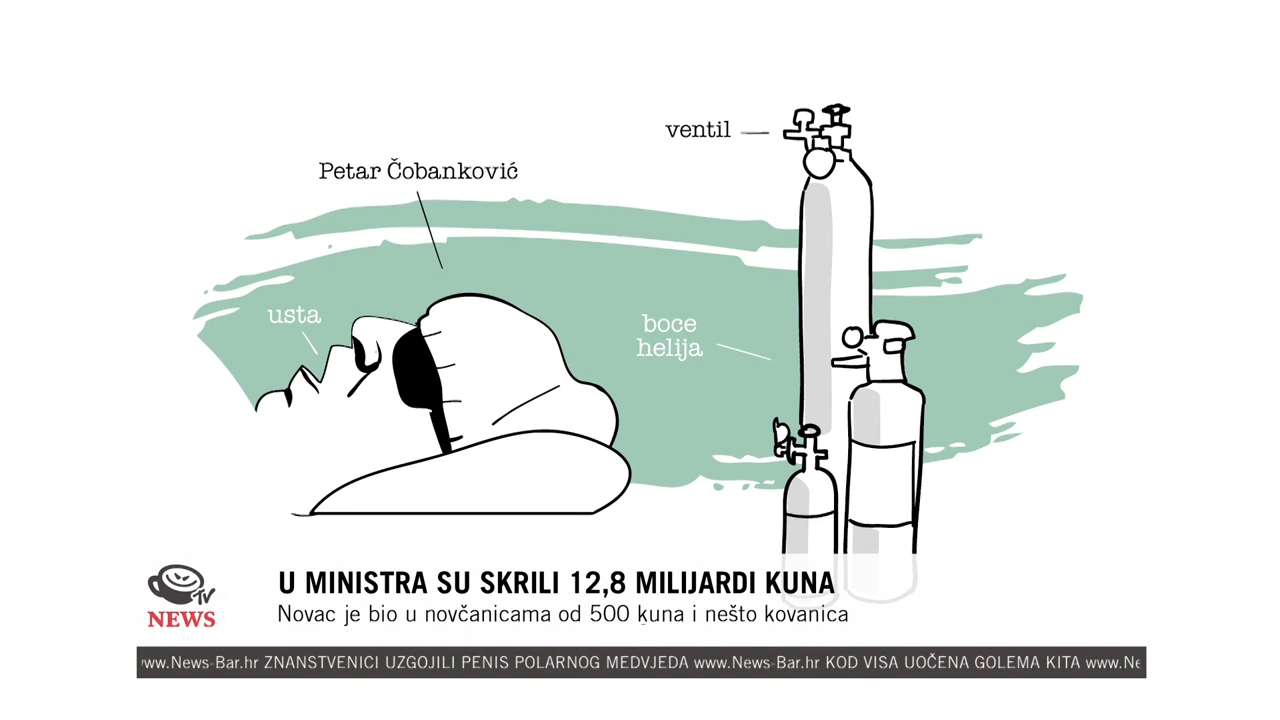 ventil
Petar Čobanković
usta
boce
helija
U MINISTRA SU SKRILI 12,8 MILIJARDI KUNA
Novac je bio u novčanicama od 500 kuna i nešto kovanica
TV
NEWS
www.News-Bar.hr ZNANSTVENICI UZGOJILI PENIS POLARNOG MEDVJEDA www.News-Bar.hr KOD VISA UOČENA GOLEMA KITA www.Ne